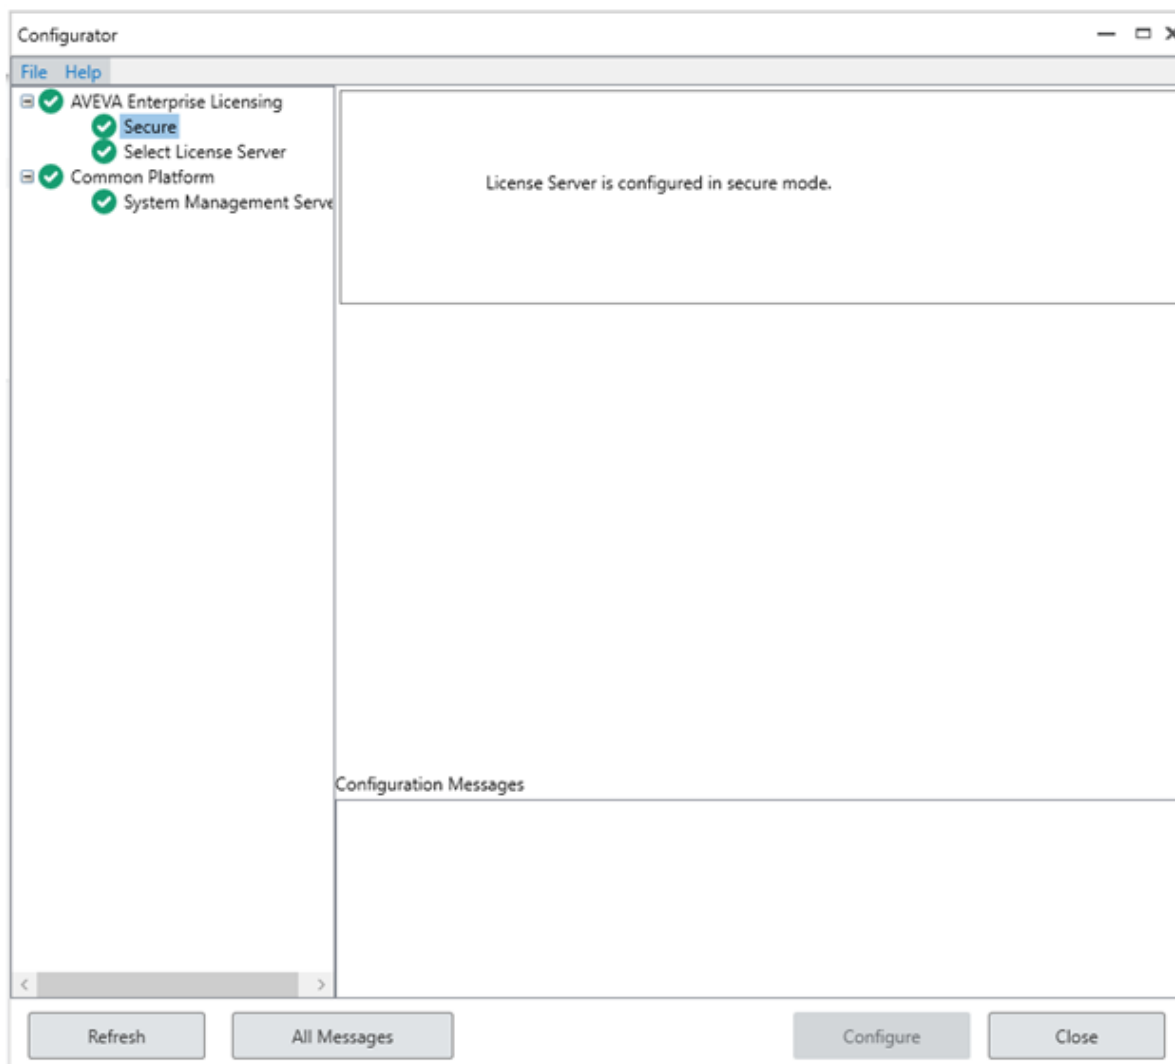 Configurator
File Help
AVEVA Enterprise Licensing
Secure
Select License Server
Common Platform
System Management Serve
License Server is configured in secure mode.
Configuration Messages
Refresh
All Messages
Configure
Close